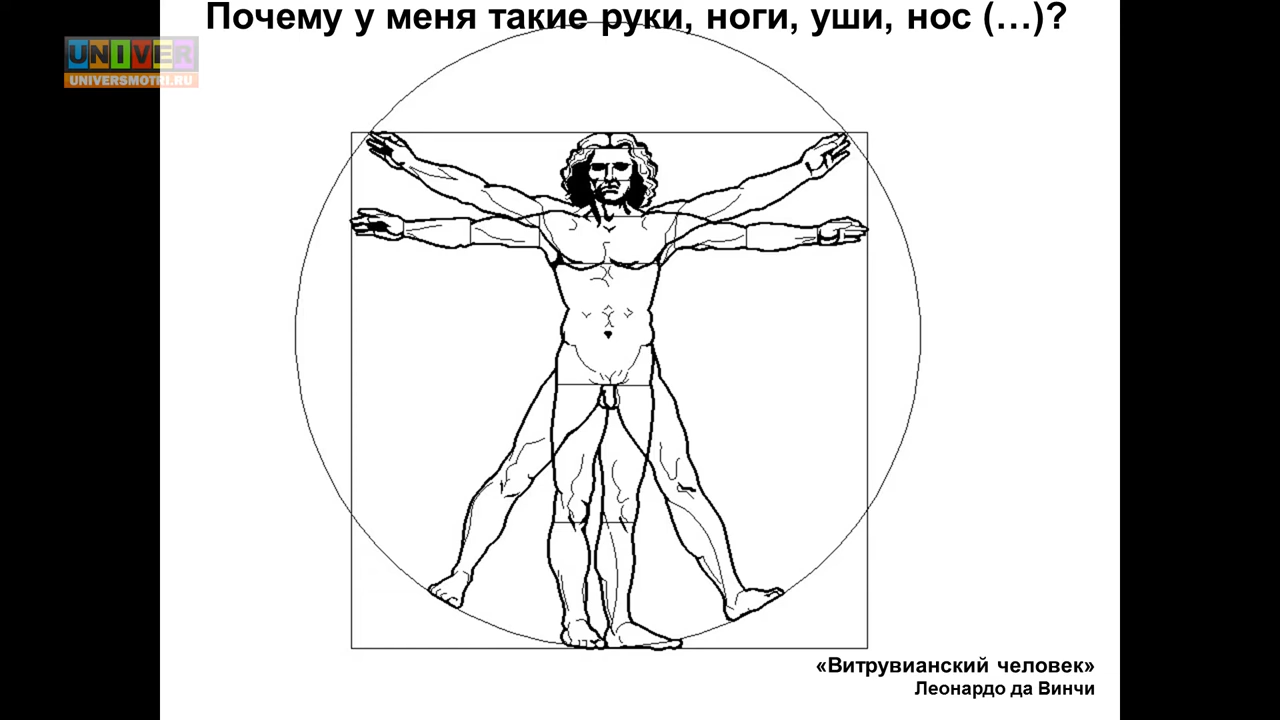 Почему у меня такие руки, ноги, уши, нос (…)?
UNIVER
UNIVERSMOTRI.RU
«Витрувианский человек»
Леонардо да Винчи